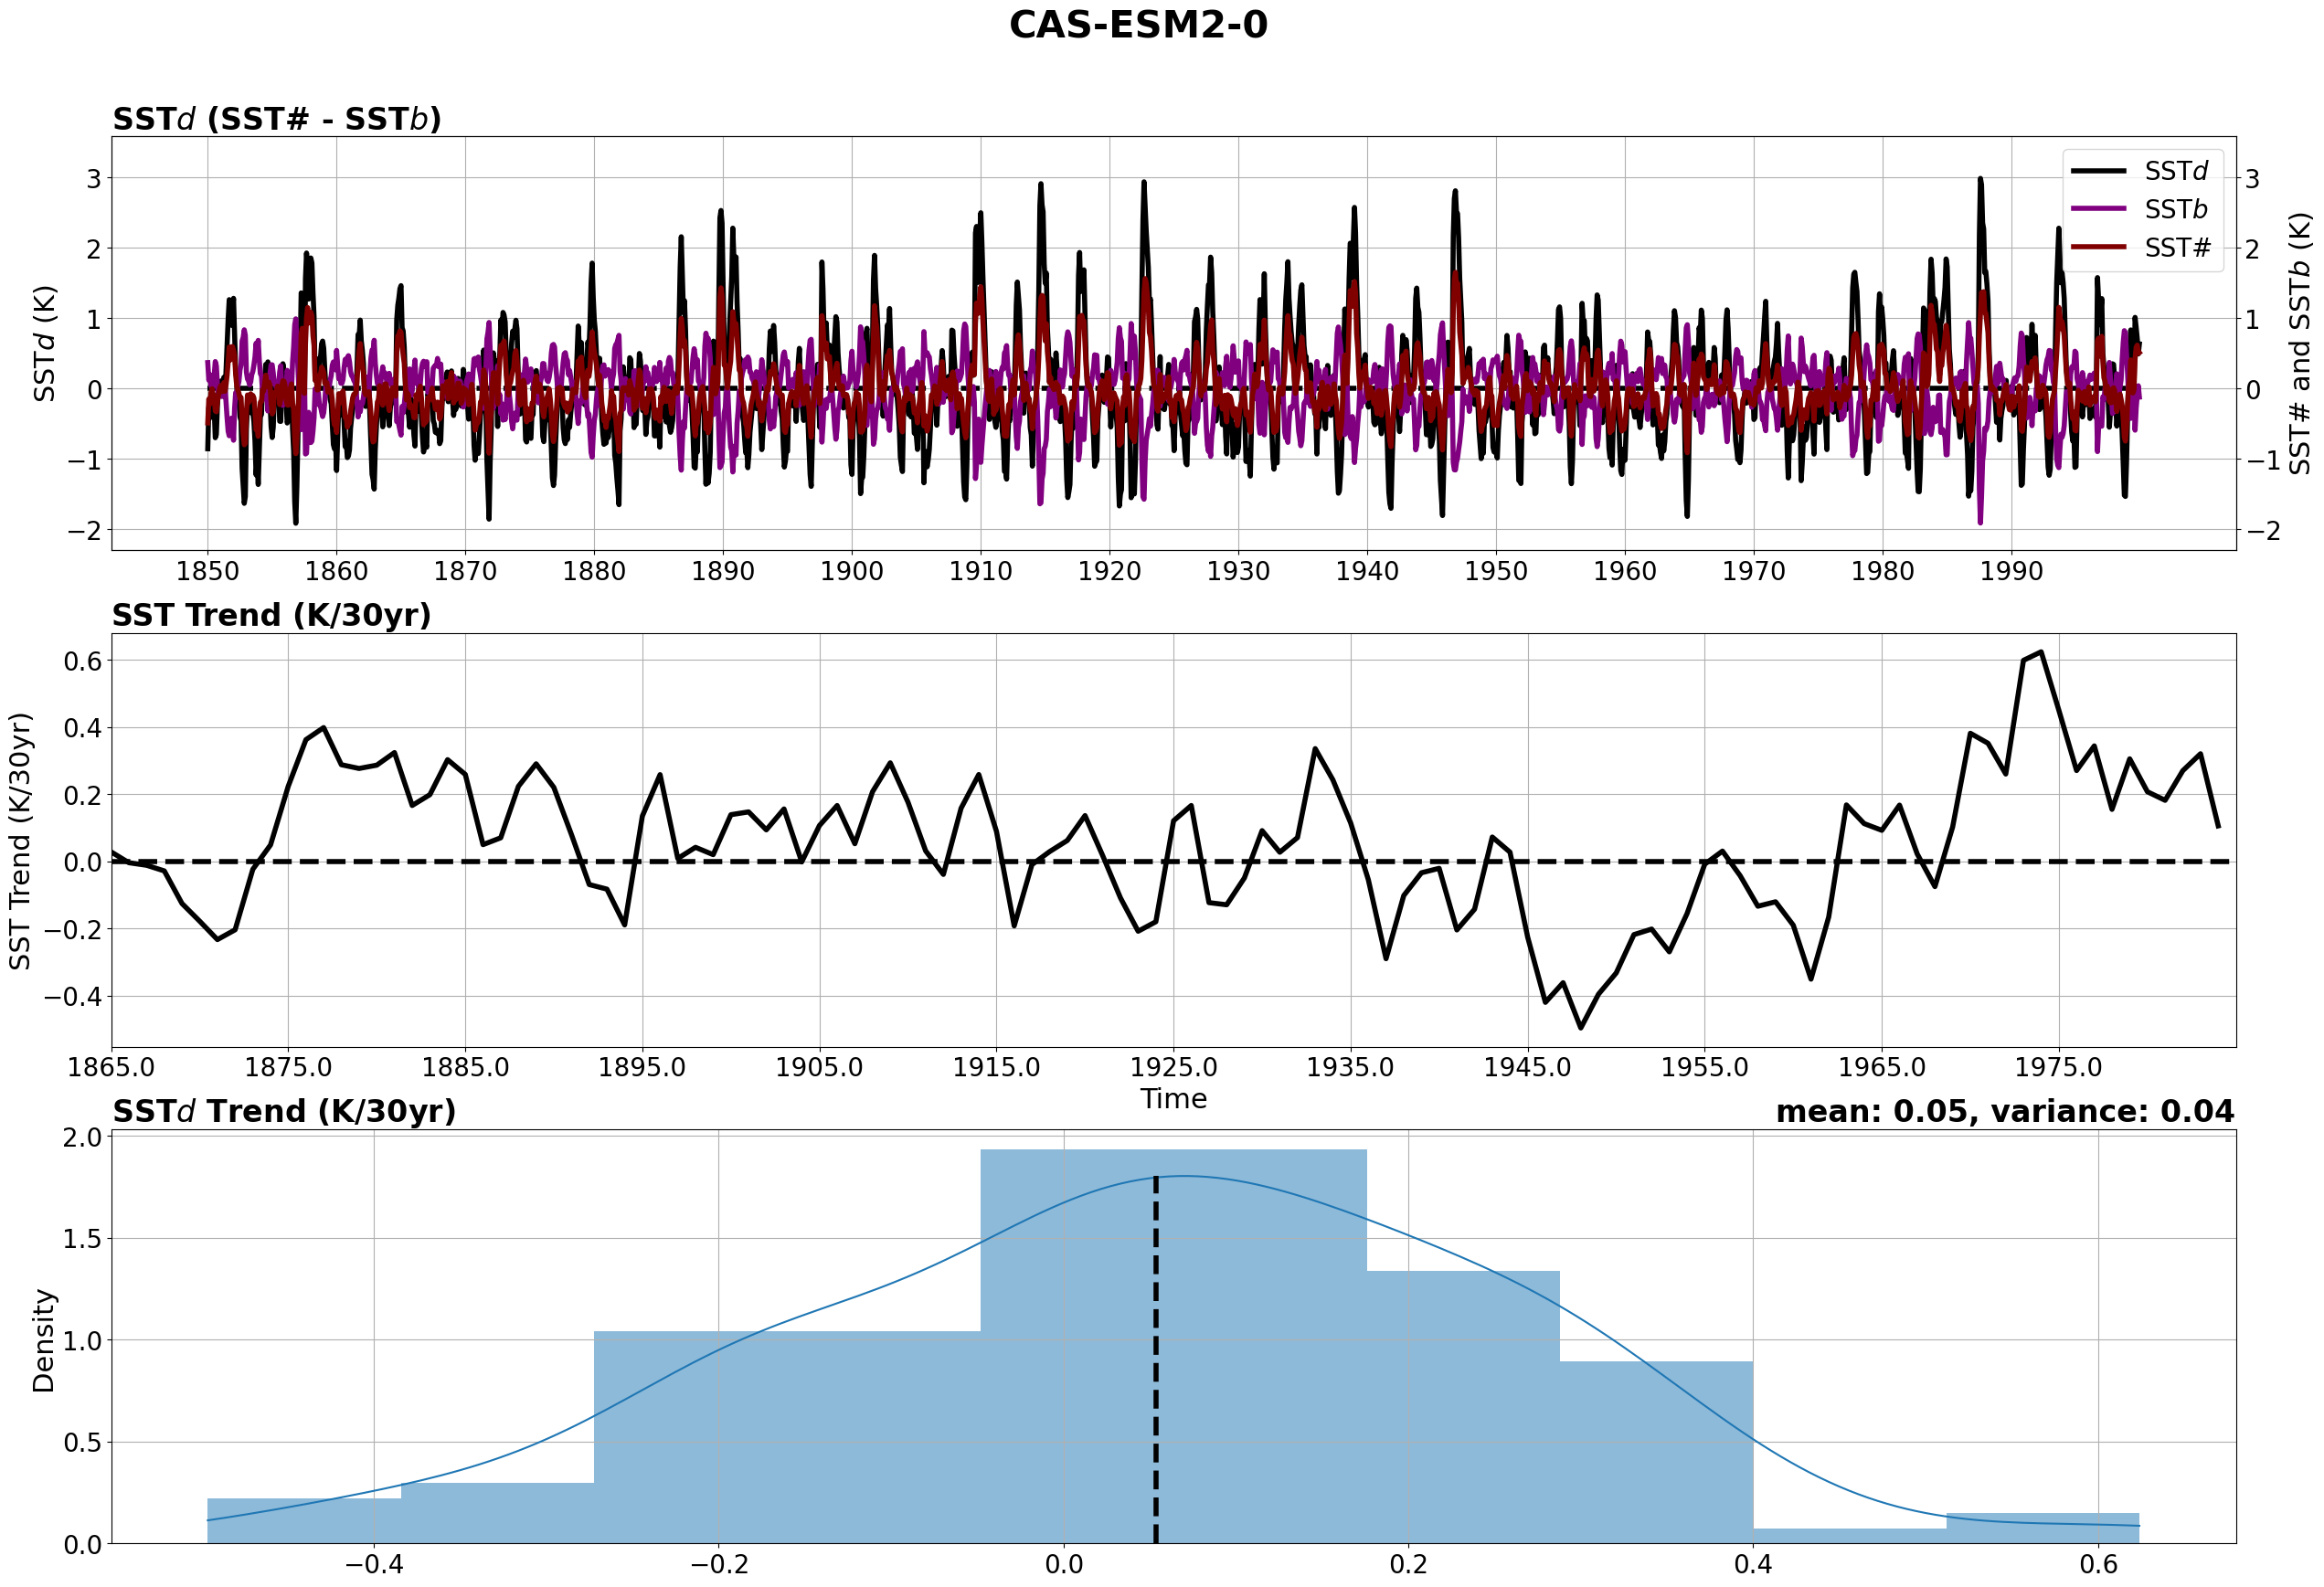 CAS-ESM2-0
SSTd (SST# - SSTb)
SSTd (K)
3
2
1
0
−1
−2
SSTd
SSTb
SST#
3
2
1
0
−1
−2
SST# and SSTb (K)
1850 1860 1870 1880 1890 1900 1910 1920 1930 1940 1950 1960 1970 1980 1990
SST Trend (K/30yr)
SST Trend (K/30yr)
0.6
0.4
0.2
0.0
−0.2
−0.4
1865.0 1875.0 1885.0 1895.0 1905.0 1915.0 1925.0 1935.0 1945.0 1955.0 1965.0 1975.0
Time
SSTd Trend (K/30yr)
mean: 0.05, variance: 0.04
Density
2.0
1.5
1.0
0.5
0.0
−0.4 −0.2 0.0 0.2 0.4 0.6